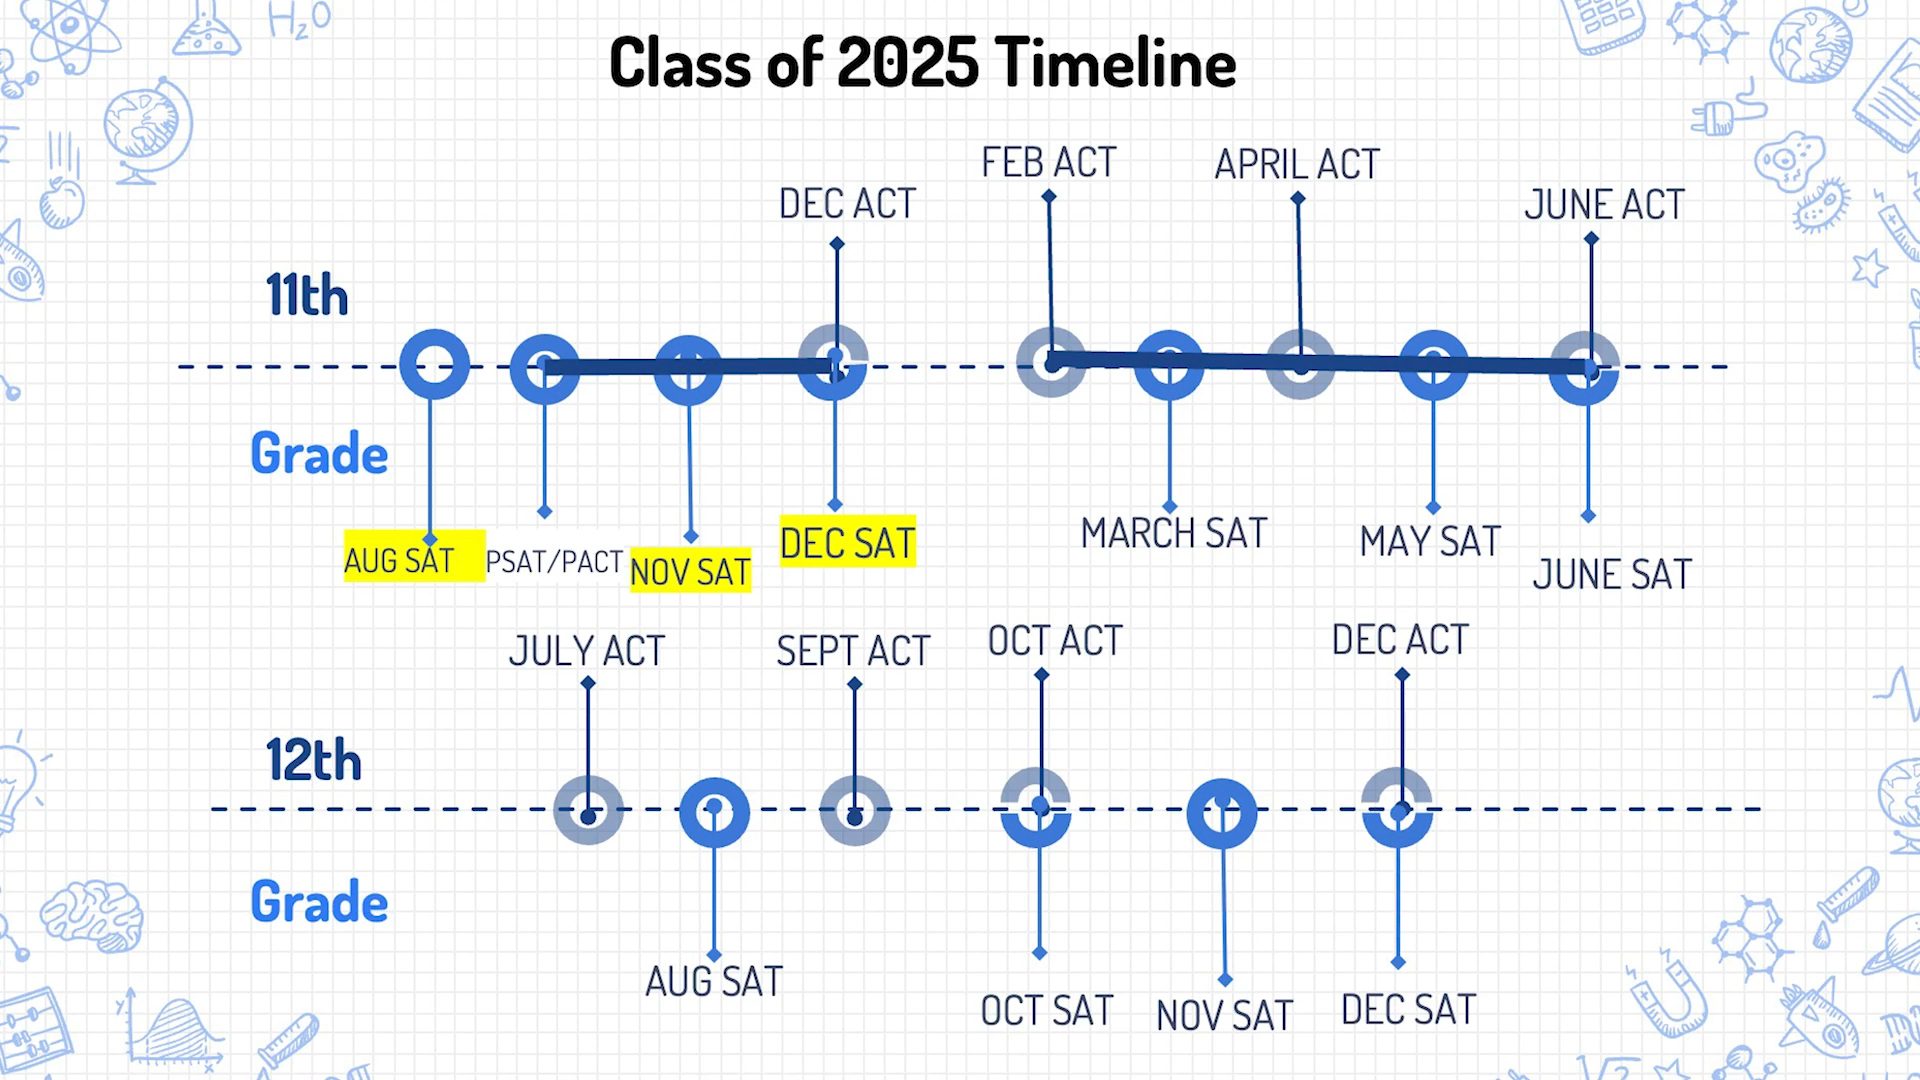 H₂O
Class of 2025 Timeline
FEB ACT
APRIL ACT
DEC ACT
JUNE ACT
11th
Grade
AUG SAT
PSAT/PACT
NOV SAT
DEC SAT
MARCH SAT
MAY SAT
JUNE SAT
JULY ACT
SEPT ACT
OCT ACT
DEC ACT
12th
Grade
AUG SAT
OCT SAT
NOV SAT
DEC SAT
y
x
√2